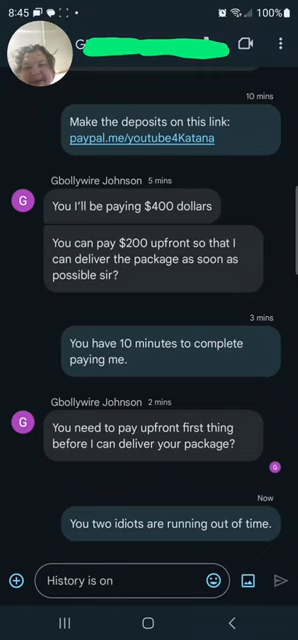 8:45
100%
G
10 mins
Make the deposits on this link:
paypal.me/youtube4Katana
Gbollywire Johnson 5 mins
G
You I'll be paying $400 dollars
You can pay $200 upfront so that I
can deliver the package as soon as
possible sir?
3 mins
You have 10 minutes to complete
paying me.
Gbollywire Johnson 2 mins
G
You need to pay upfront first thing
before I can deliver your package?
G
Now
You two idiots are running out of time.
History is on